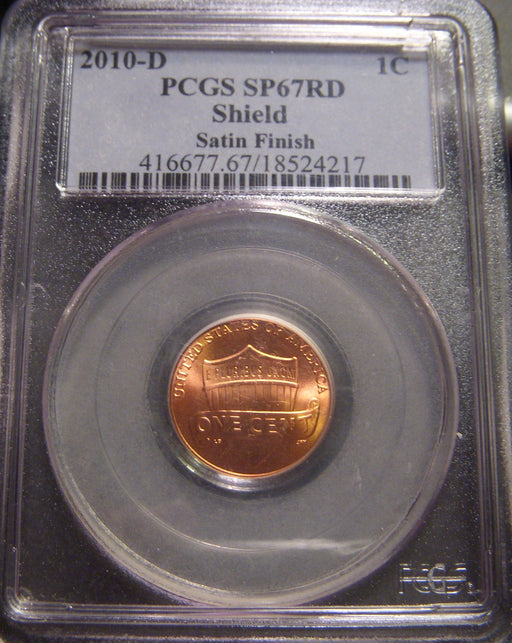 2010-D 1C
PCGS SP67RD
Shield
Satin Finish
416677.67/18524217
UNITED STATES OF AMERICA
E PLURIBUS UNUM
ONE CENT
PCGS